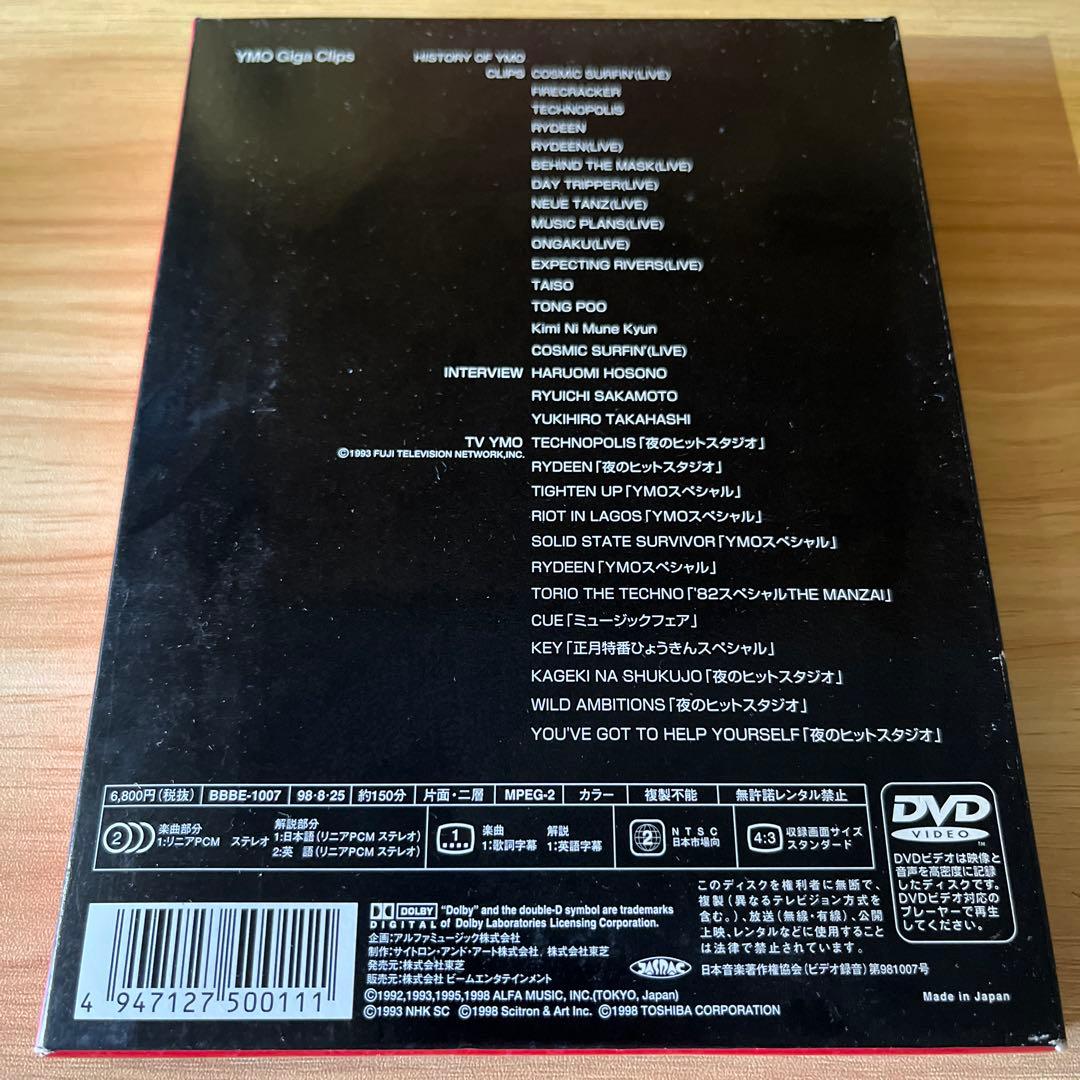 YMO Giga Clips
HISTORY OF YMO
CLIPS COSMIC SURFIN'(LIVE)
FIRECRACKER
TECHNOPOLIS
RYDEEN
RYDEEN(LIVE)
BEHIND THE MASK(LIVE)
DAY TRIPPER(LIVE)
NEUE TANZ(LIVE)
MUSIC PLANS(LIVE)
ONGAKU(LIVE)
EXPECTING RIVERS(LIVE)
TAISO
TONG POO
Kimi Ni Mune Kyun
COSMIC SURFIN'(LIVE)
INTERVIEW HARUOMI HOSONO
RYUICHI SAKAMOTO
YUKIHIRO TAKAHASHI
TV YMO TECHNOPOLIS「夜のヒットスタジオ」
©1993 FUJI TELEVISION NETWORK,INC.
RYDEEN「夜のヒットスタジオ」
TIGHTEN UP「YMOスペシャル」
RIOT IN LAGOS「YMOスペシャル」
SOLID STATE SURVIVOR「YMOスペシャル」
RYDEEN「YMOスペシャル」
TORIO THE TECHNO「'82スペシャルTHE MANZAI」
CUE「ミュージックフェア」
KEY「正月特番ひょうきんスペシャル」
KAGEKI NA SHUKUJO「夜のヒットスタジオ」
WILD AMBITIONS「夜のヒットスタジオ」
YOU'VE GOT TO HELP YOURSELF「夜のヒットスタジオ」
6,800円(税抜) BBBE-1007 98・8・25 約150分 片面・二層 MPEG-2 カラー 複製不能 無許諾レンタル禁止
2 楽曲部分
1:リニアPCM ステレオ
解説部分
1:日本語(リニアPCM ステレオ)
2:英 語(リニアPCM ステレオ)
1 楽曲
1:歌詞字幕
解説
1:英語字幕
2 NTSC
日本市場向
4:3 収録画面サイズ
スタンダード
DVD
VIDEO
TM
DVDビデオは映像と
音声を高密度に記録
したディスクです。
DVDビデオ対応の
プレーヤーで再生
してください。
このディスクを権利者に無断で、
複製(異なるテレビジョン方式を
含む。)、放送(無線・有線)、公開
上映、レンタルなどに使用すること
は法律で禁止されています。
DOLBY
DIGITAL
"Dolby" and the double-D symbol are trademarks
of Dolby Laboratories Licensing Corporation.
企画:アルファミュージック株式会社
制作:サイトロン・アンド・アート株式会社、株式会社東芝
発売元:株式会社東芝
販売元:株式会社 ビームエンタテインメント
©1992,1993,1995,1998 ALFA MUSIC, INC.(TOKYO, Japan)
©1993 NHK SC ©1998 Scitron & Art Inc. ©1998 TOSHIBA CORPORATION
JASRAC
日本音楽著作権協会(ビデオ録音)第981007号
Made in Japan
4 947127 500111